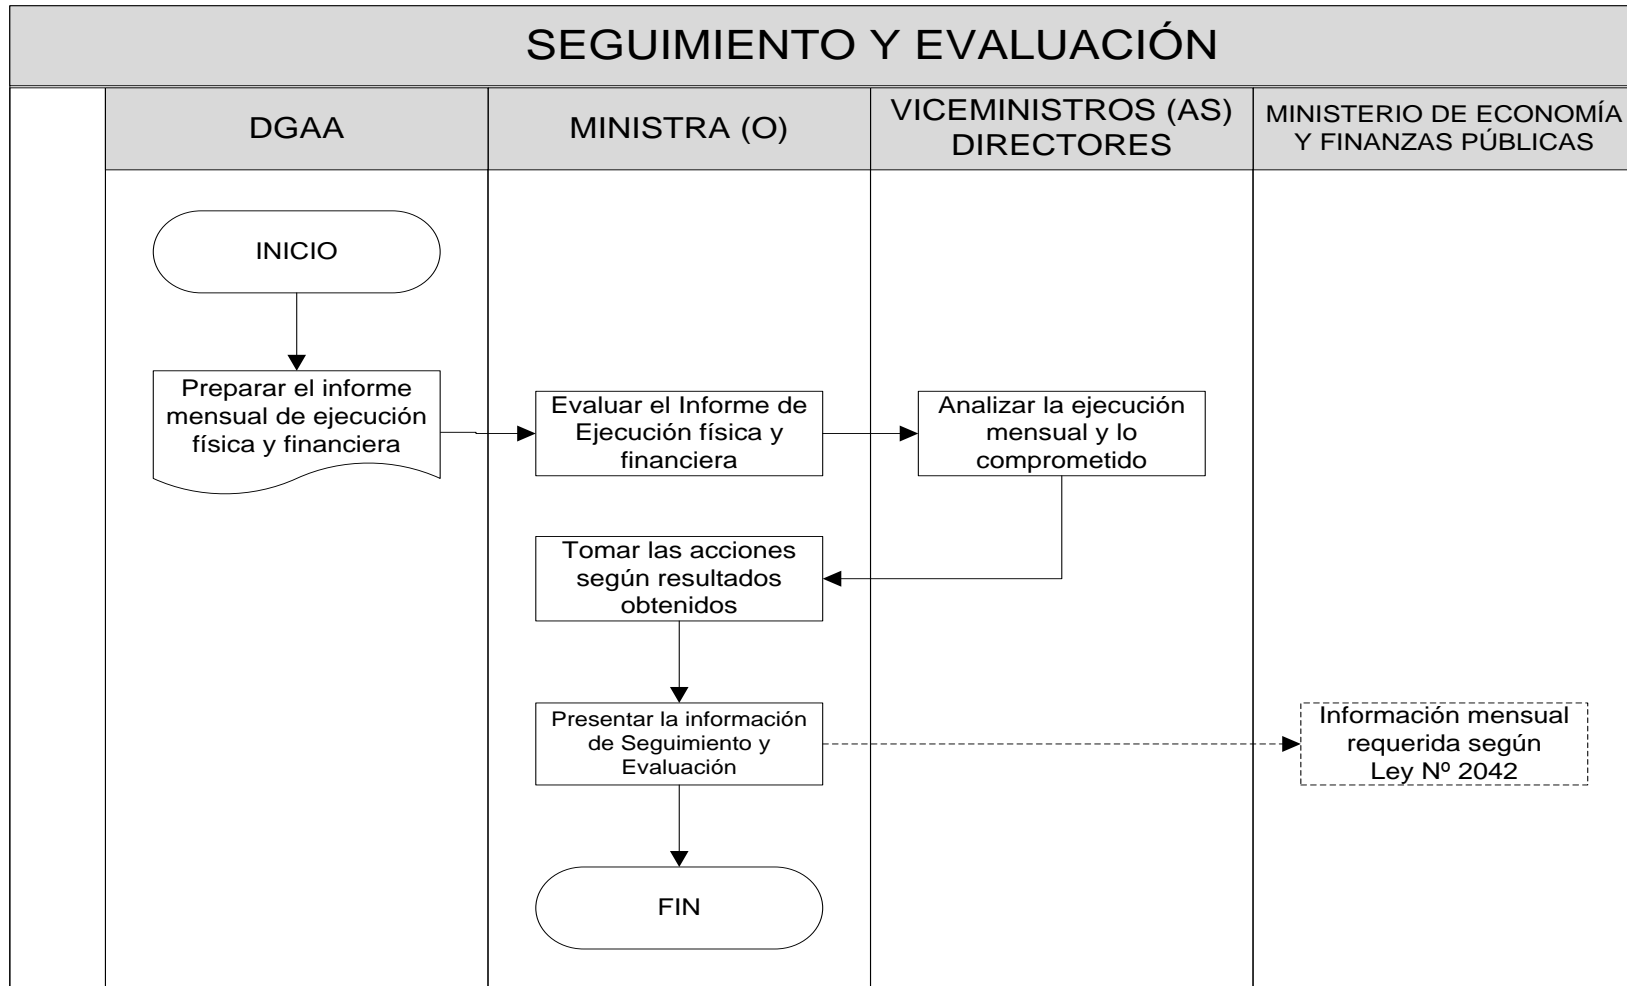 SEGUIMIENTO Y EVALUACIÓN
DGAA
MINISTRA (O)
VICEMINISTROS (AS)
DIRECTORES
MINISTERIO DE ECONOMÍA
Y FINANZAS PÚBLICAS
INICIO
Preparar el informe
mensual de ejecución
física y financiera
Evaluar el Informe de
Ejecución física y
financiera
Analizar la ejecución
mensual y lo
comprometido
Tomar las acciones
según resultados
obtenidos
Presentar la información
de Seguimiento y
Evaluación
Información mensual
requerida según
Ley Nº 2042
FIN